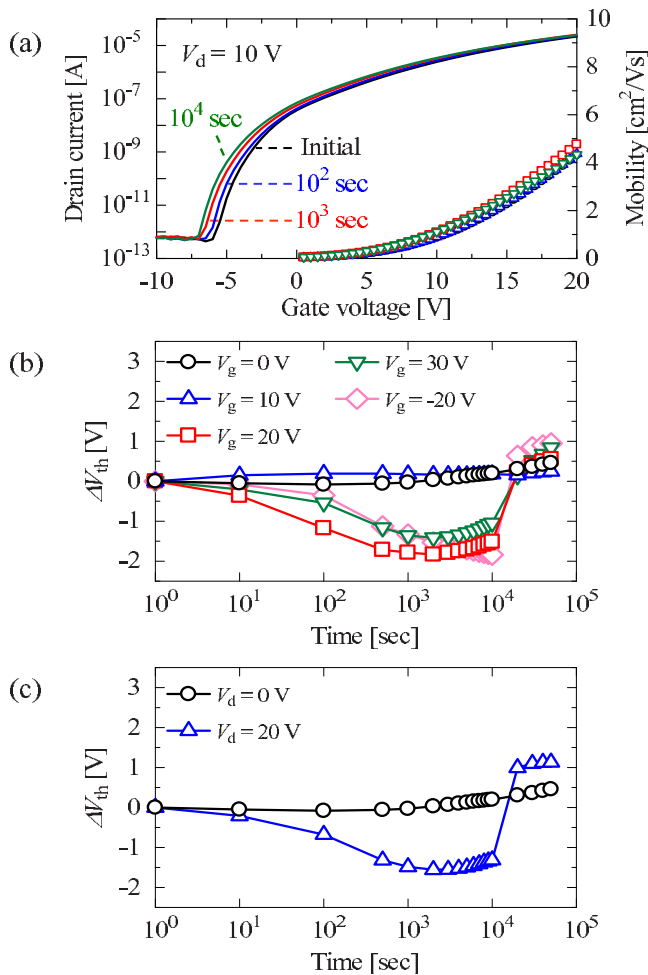 (a)
V_d = 10 V
10^-5
10^-7
10^-9
10^-11
10^-13
Drain current [A]
10^4 sec
Initial
10^2 sec
10^3 sec
10
8
6
4
2
0
Mobility [cm^2/Vs]
-10 -5 0 5 10 15 20
Gate voltage [V]
(b)
V_g = 0 V
V_g = 10 V
V_g = 20 V
V_g = 30 V
V_g = -20 V
3
2
1
0
-1
-2
ΔV_th [V]
10^0 10^1 10^2 10^3 10^4 10^5
Time [sec]
(c)
V_d = 0 V
V_d = 20 V
3
2
1
0
-1
-2
ΔV_th [V]
10^0 10^1 10^2 10^3 10^4 10^5
Time [sec]